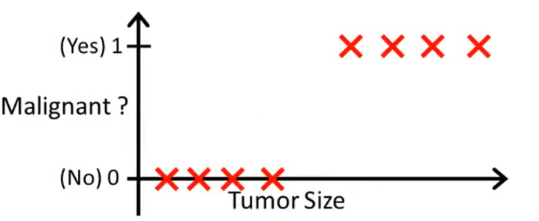 (Yes) 1
Malignant ?
(No) 0
Tumor Size